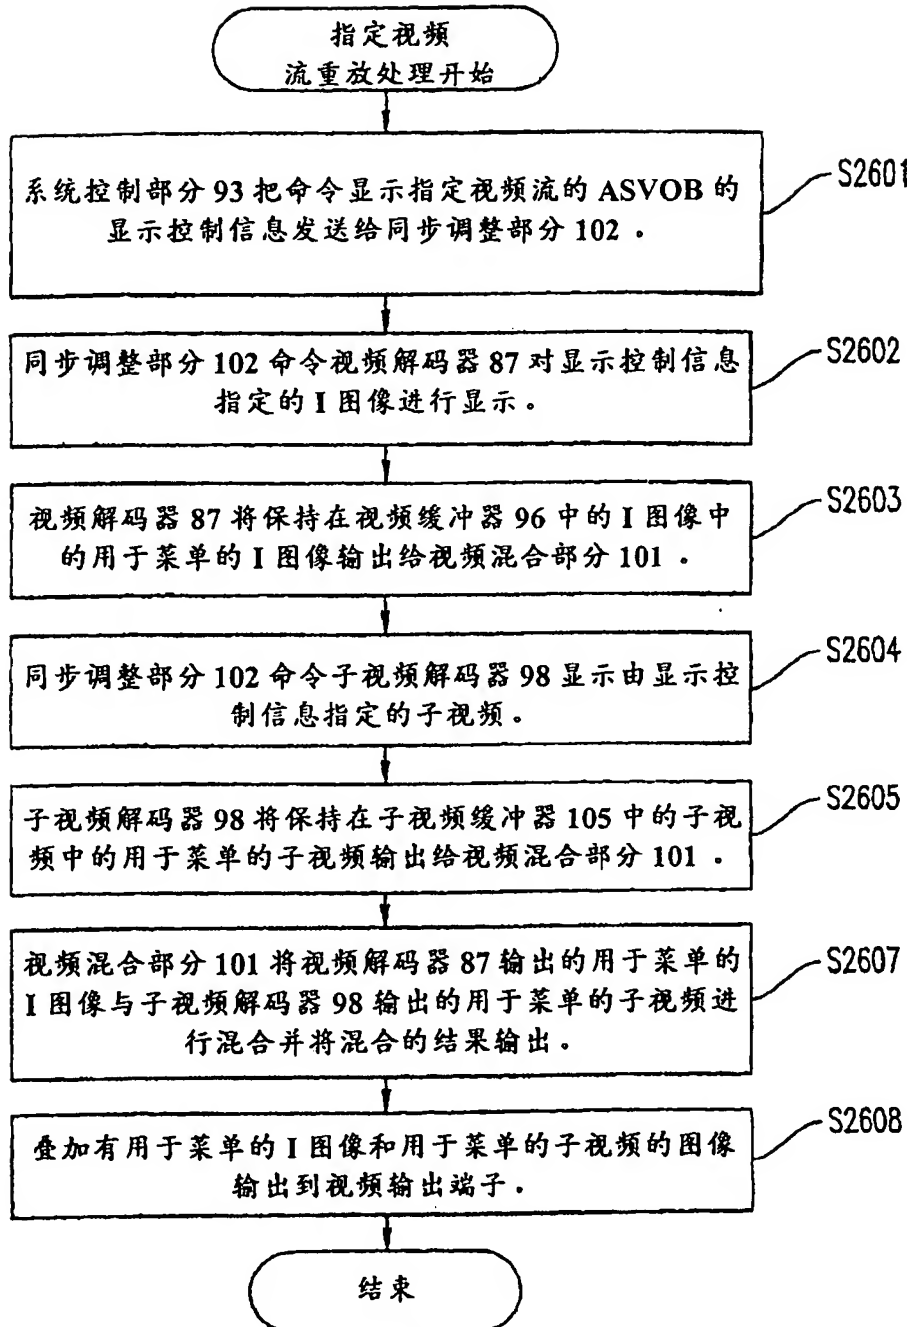 指定视频
流重放处理开始
系统控制部分 93 把命令显示指定视频流的 ASVOB 的
显示控制信息发送给同步调整部分 102 。
S2601
同步调整部分 102 命令视频解码器 87 对显示控制信息
指定的 I 图像进行显示。
S2602
视频解码器 87 将保持在视频缓冲器 96 中的 I 图像中
的用于菜单的 I 图像输出给视频混合部分 101 。
S2603
同步调整部分 102 命令子视频解码器 98 显示由显示控
制信息指定的子视频。
S2604
子视频解码器 98 将保持在子视频缓冲器 105 中的子视
频中的用于菜单的子视频输出给视频混合部分 101 。
S2605
视频混合部分 101 将视频解码器 87 输出的用于菜单的
I 图像与子视频解码器 98 输出的用于菜单的子视频进
行混合并将混合的结果输出。
S2607
叠加有用于菜单的 I 图像和用于菜单的子视频的图像
输出到视频输出端子。
S2608
结束